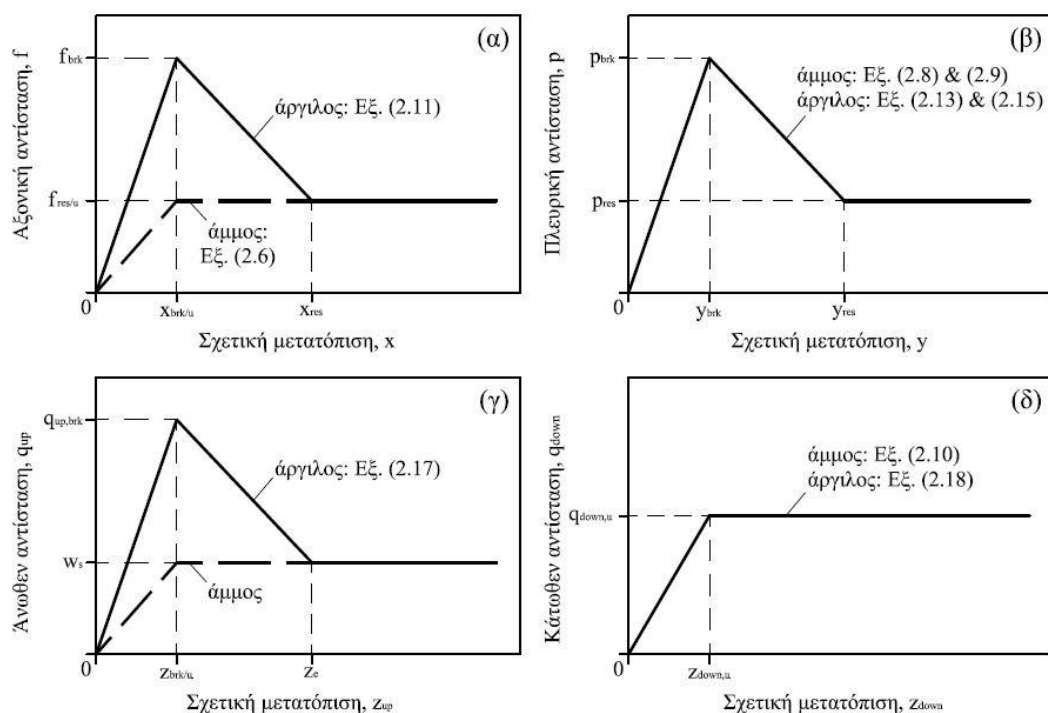 (α)
Αξονική αντίσταση, f
f_brk
f_res/u
άργιλος: Εξ. (2.11)
άμμος:
Εξ. (2.6)
0
x_brk/u
x_res
Σχετική μετατόπιση, x
(β)
Πλευρική αντίσταση, p
p_brk
p_res
άμμος: Εξ. (2.8) & (2.9)
άργιλος: Εξ. (2.13) & (2.15)
0
y_brk
y_res
Σχετική μετατόπιση, y
(γ)
Άνωθεν αντίσταση, q_up
q_up,brk
w_s
άργιλος: Εξ. (2.17)
άμμος
0
z_brk/u
z_e
Σχετική μετατόπιση, z_up
(δ)
Κάτωθεν αντίσταση, q_down
q_down,u
άμμος: Εξ. (2.10)
άργιλος: Εξ. (2.18)
0
z_down,u
Σχετική μετατόπιση, z_down